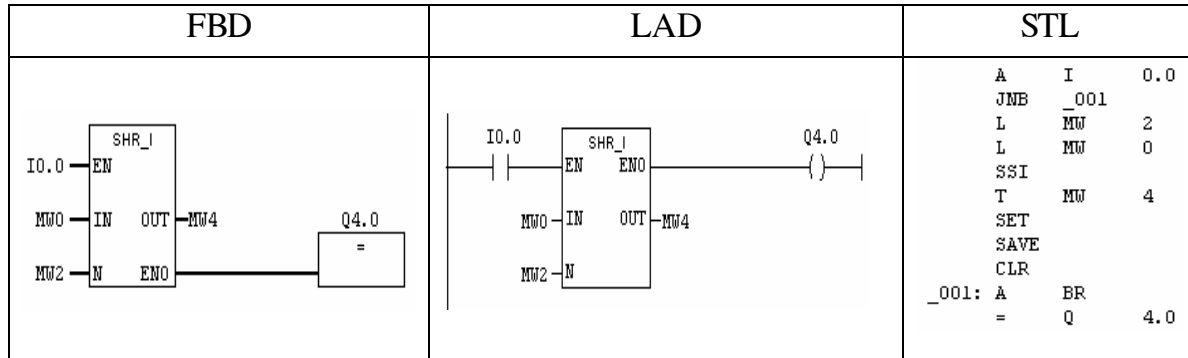 FBD
LAD
STL
SHR_I
I0.0 EN
MW0 IN OUT MW4
MW2 N ENO
Q4.0
=
I0.0
SHR_I
Q4.0
EN ENO
MW0 IN OUT MW4
MW2 N
A I 0.0
JNB _001
L MW 2
L MW 0
SSI
T MW 4
SET
SAVE
CLR
_001: A BR
= Q 4.0